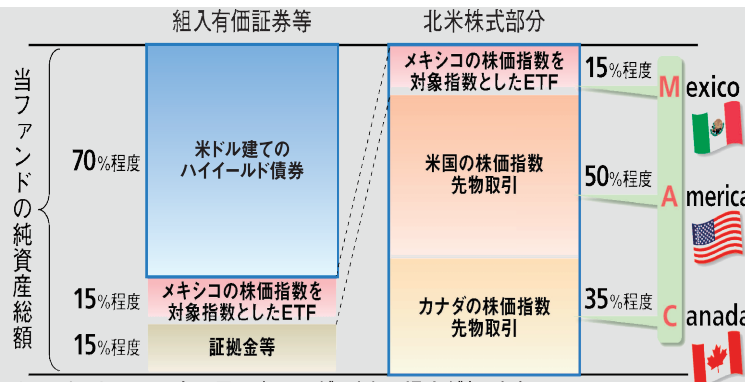 組入有価証券等
北米株式部分
当ファンドの純資産総額
70%程度
米ドル建ての
ハイイールド債券
15%程度
メキシコの株価指数を
対象指数としたETF
15%程度
証拠金等
メキシコの株価指数を
対象指数としたETF
15%程度
Mexico
米国の株価指数
先物取引
50%程度
America
カナダの株価指数
先物取引
35%程度
Canada